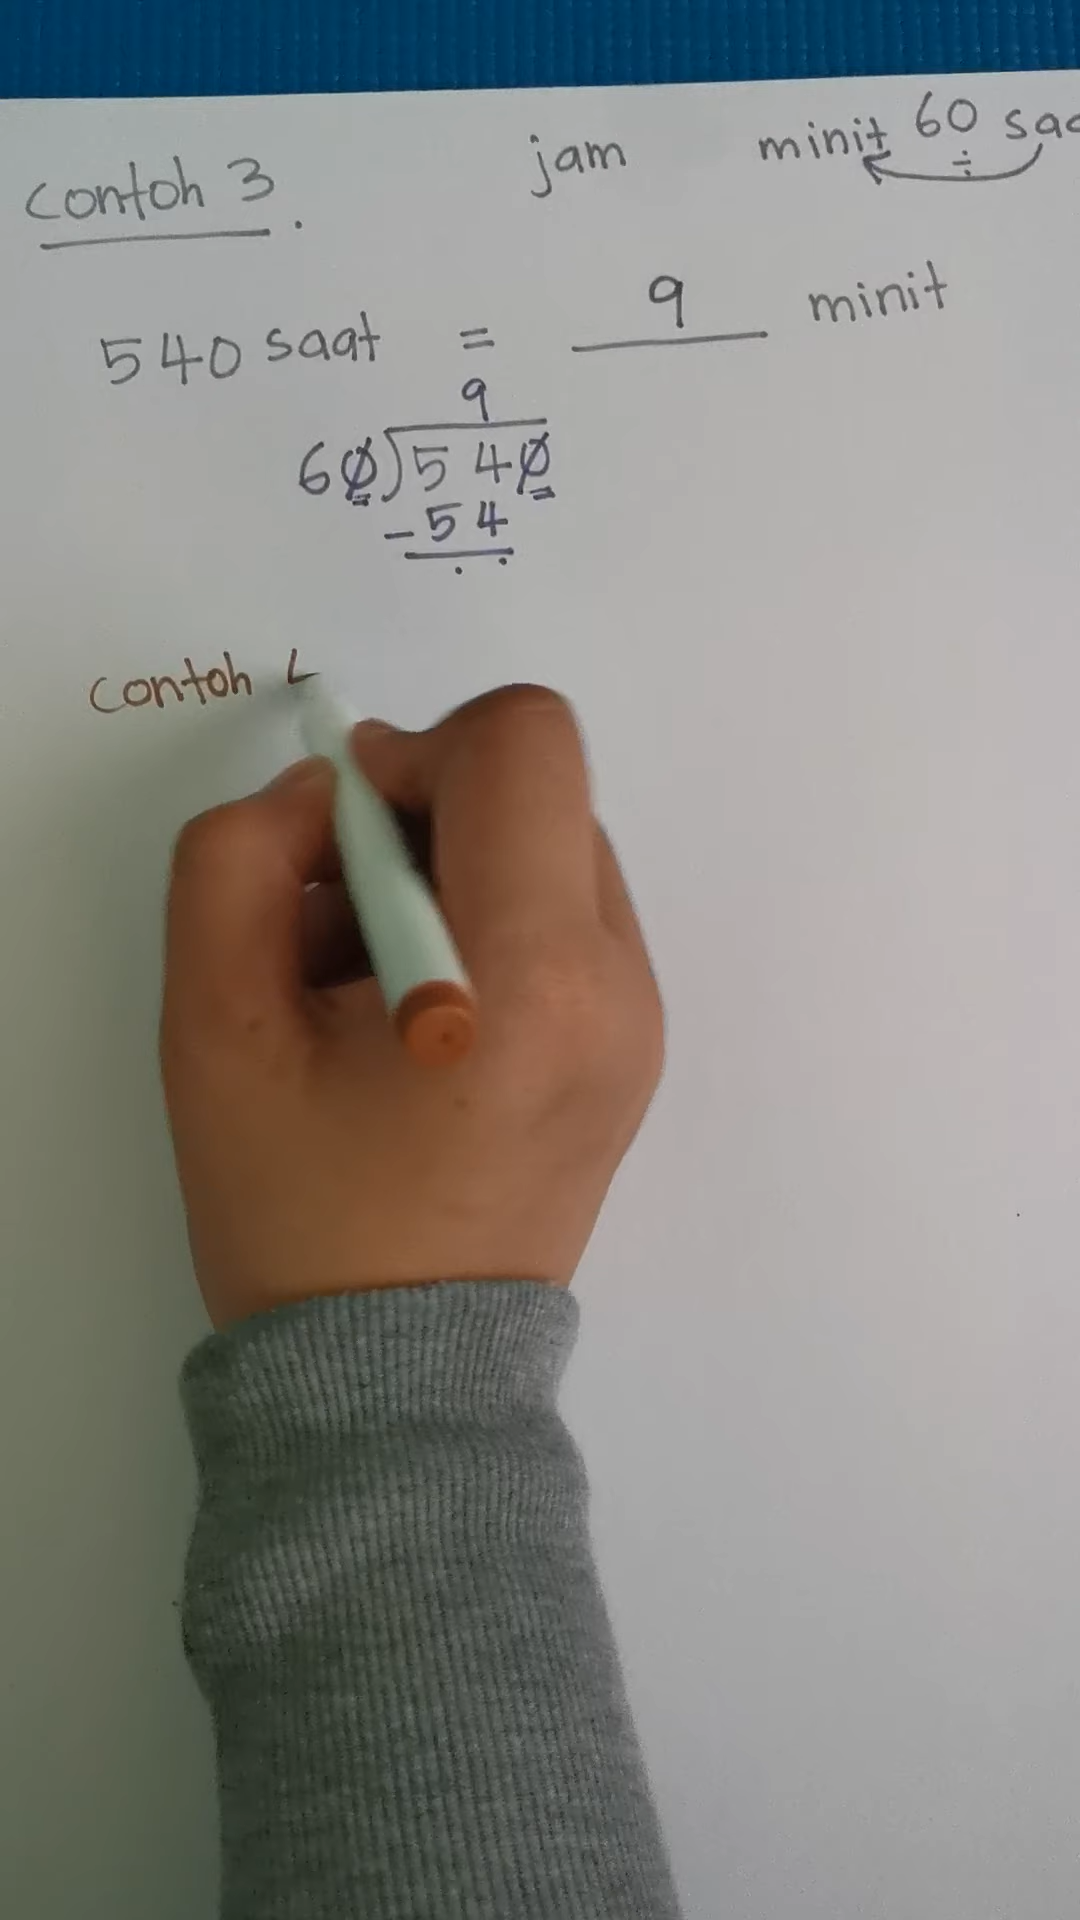 contoh 3. jam minit 60
÷
540 saat = 9 minit
9
60)540
-54
contoh